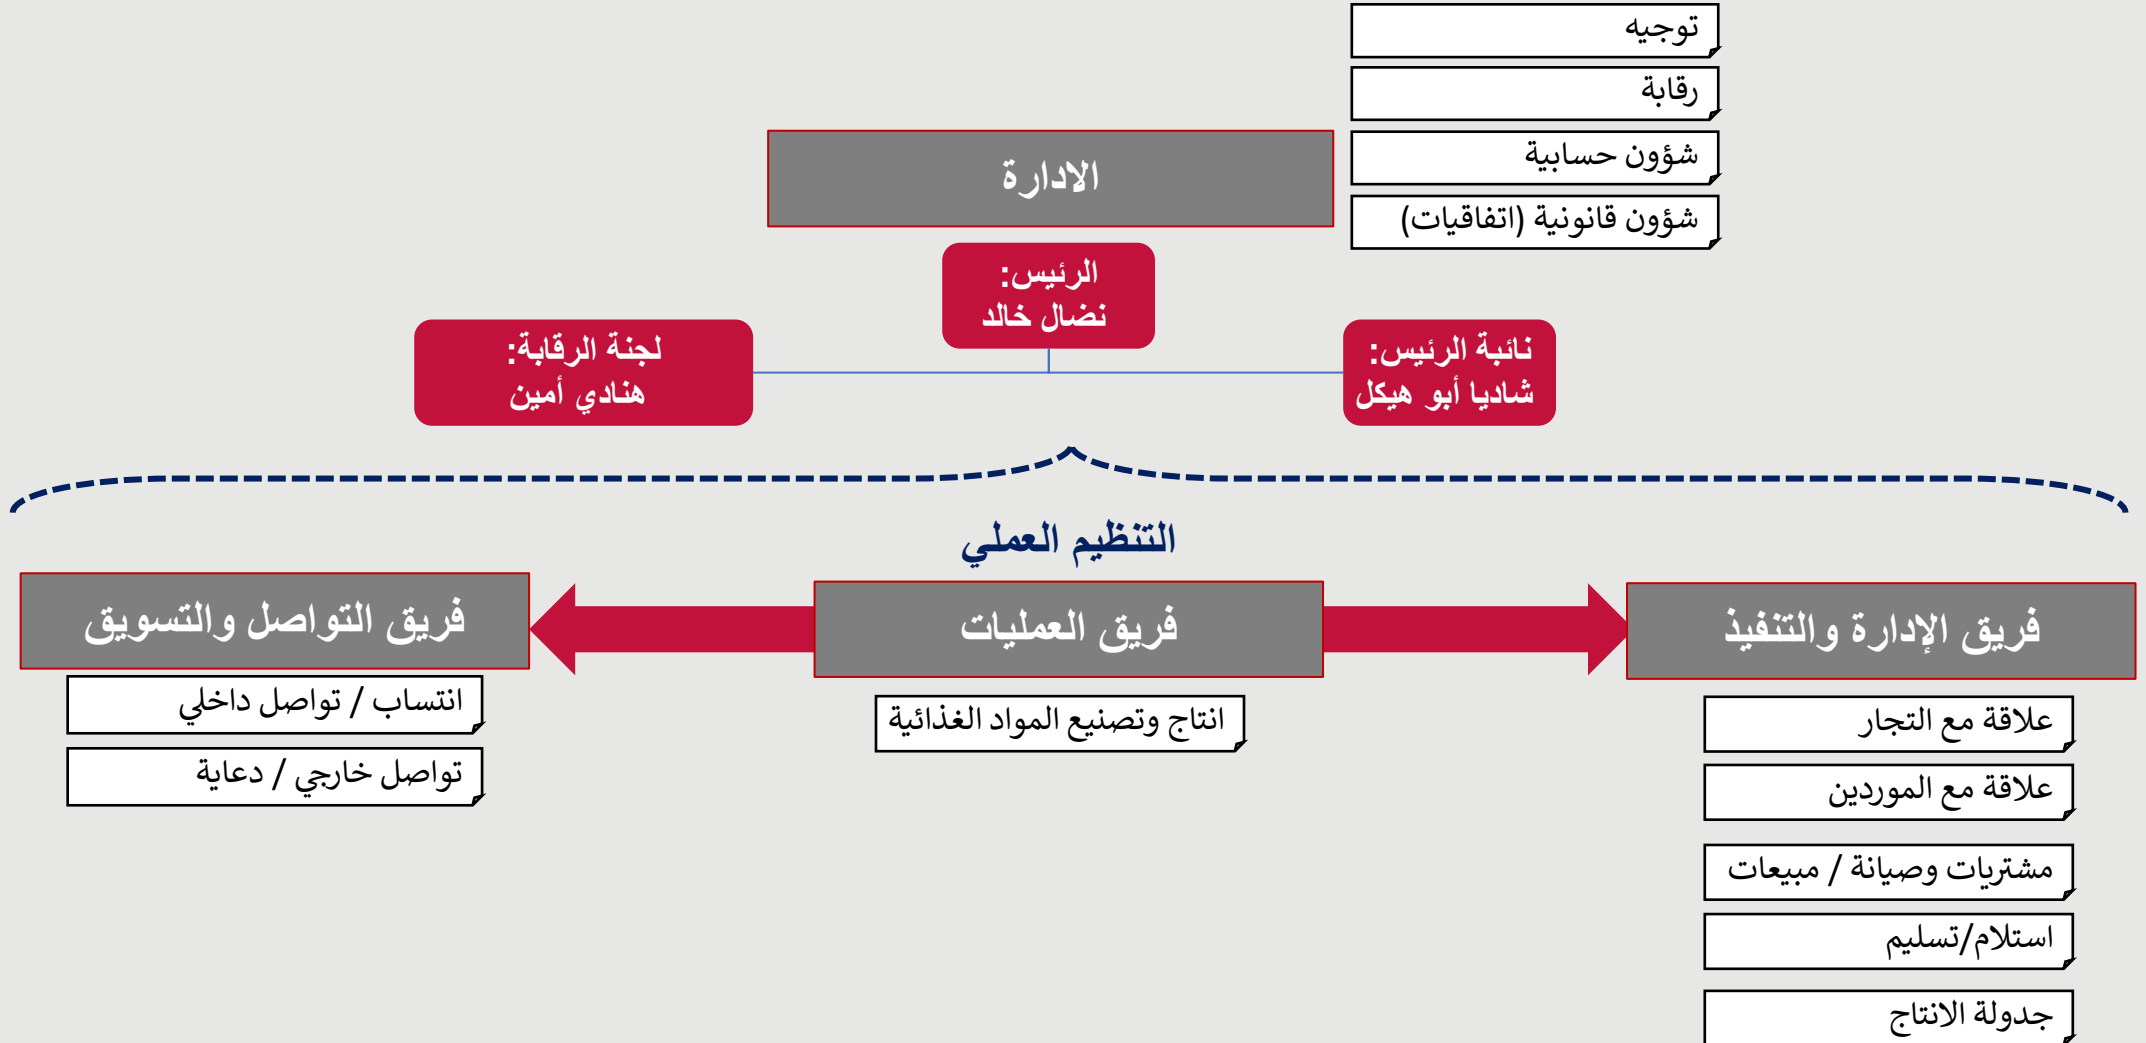 توجيه
رقابة
شؤون حسابية
شؤون قانونية (اتفاقيات)
الادارة
الرئيس:
نضال خالد
نائبة الرئيس:
شاديا أبو هيكل
لجنة الرقابة:
هنادي أمين
التنظيم العملي
فريق الإدارة والتنفيذ
علاقة مع التجار
علاقة مع الموردين
مشتريات وصيانة / مبيعات
استلام/تسليم
جدولة الانتاج
فريق العمليات
انتاج وتصنيع المواد الغذائية
فريق التواصل والتسويق
انتساب / تواصل داخلي
تواصل خارجي / دعاية